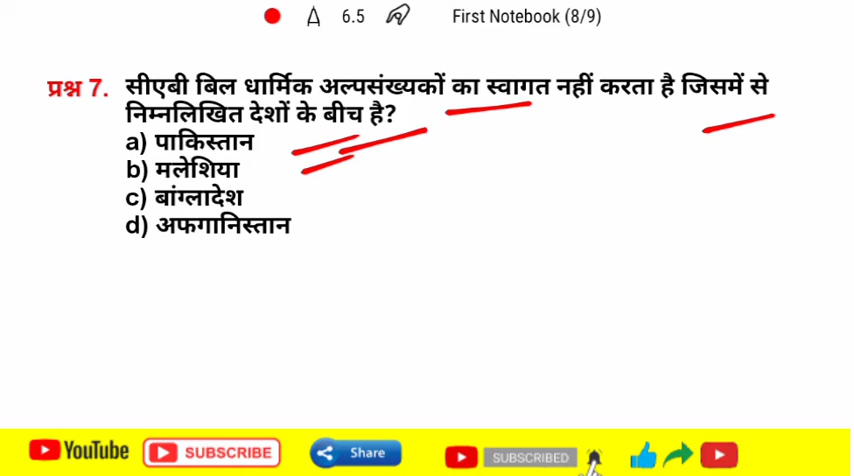 6.5 First Notebook (8/9)
प्रश्न 7. सीएबी बिल धार्मिक अल्पसंख्यकों का स्वागत नहीं करता है जिसमें से
निम्नलिखित देशों के बीच है?
a) पाकिस्तान
b) मलेशिया
c) बांग्लादेश
d) अफगानिस्तान
YouTube SUBSCRIBE Share SUBSCRIBED